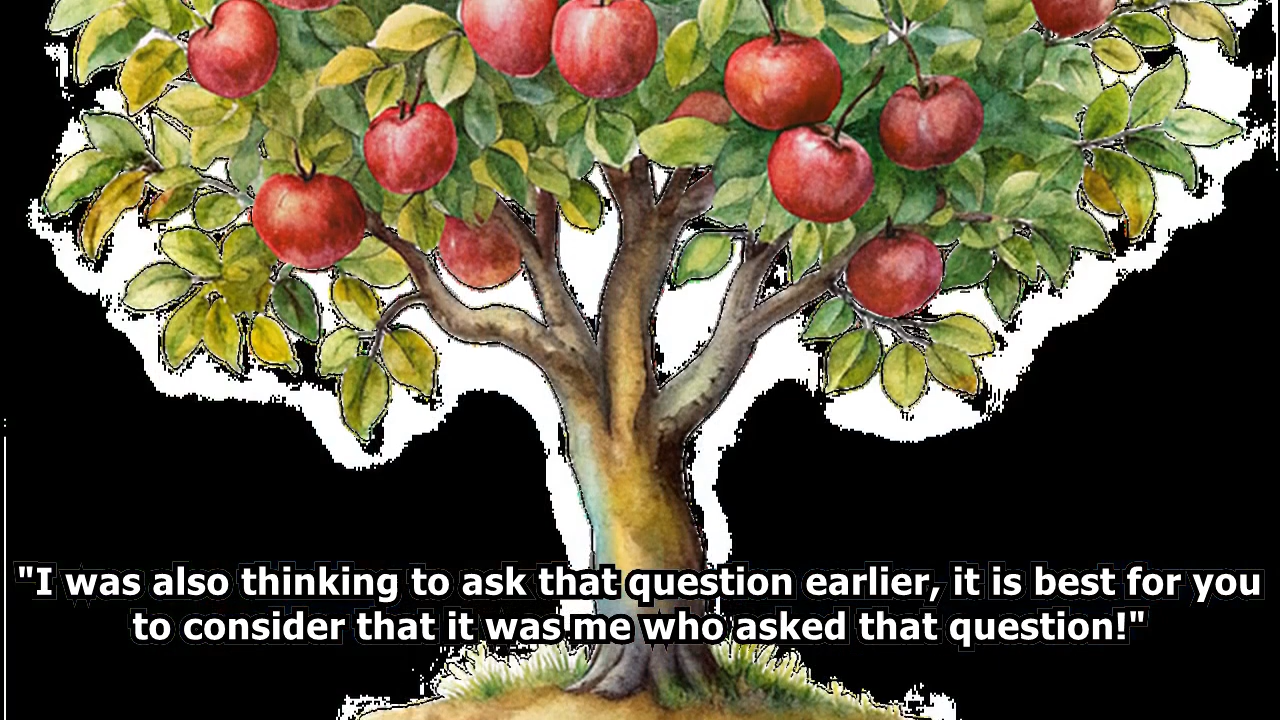 "I was also thinking to ask that question earlier, it is best for you
to consider that it was me who asked that question!"